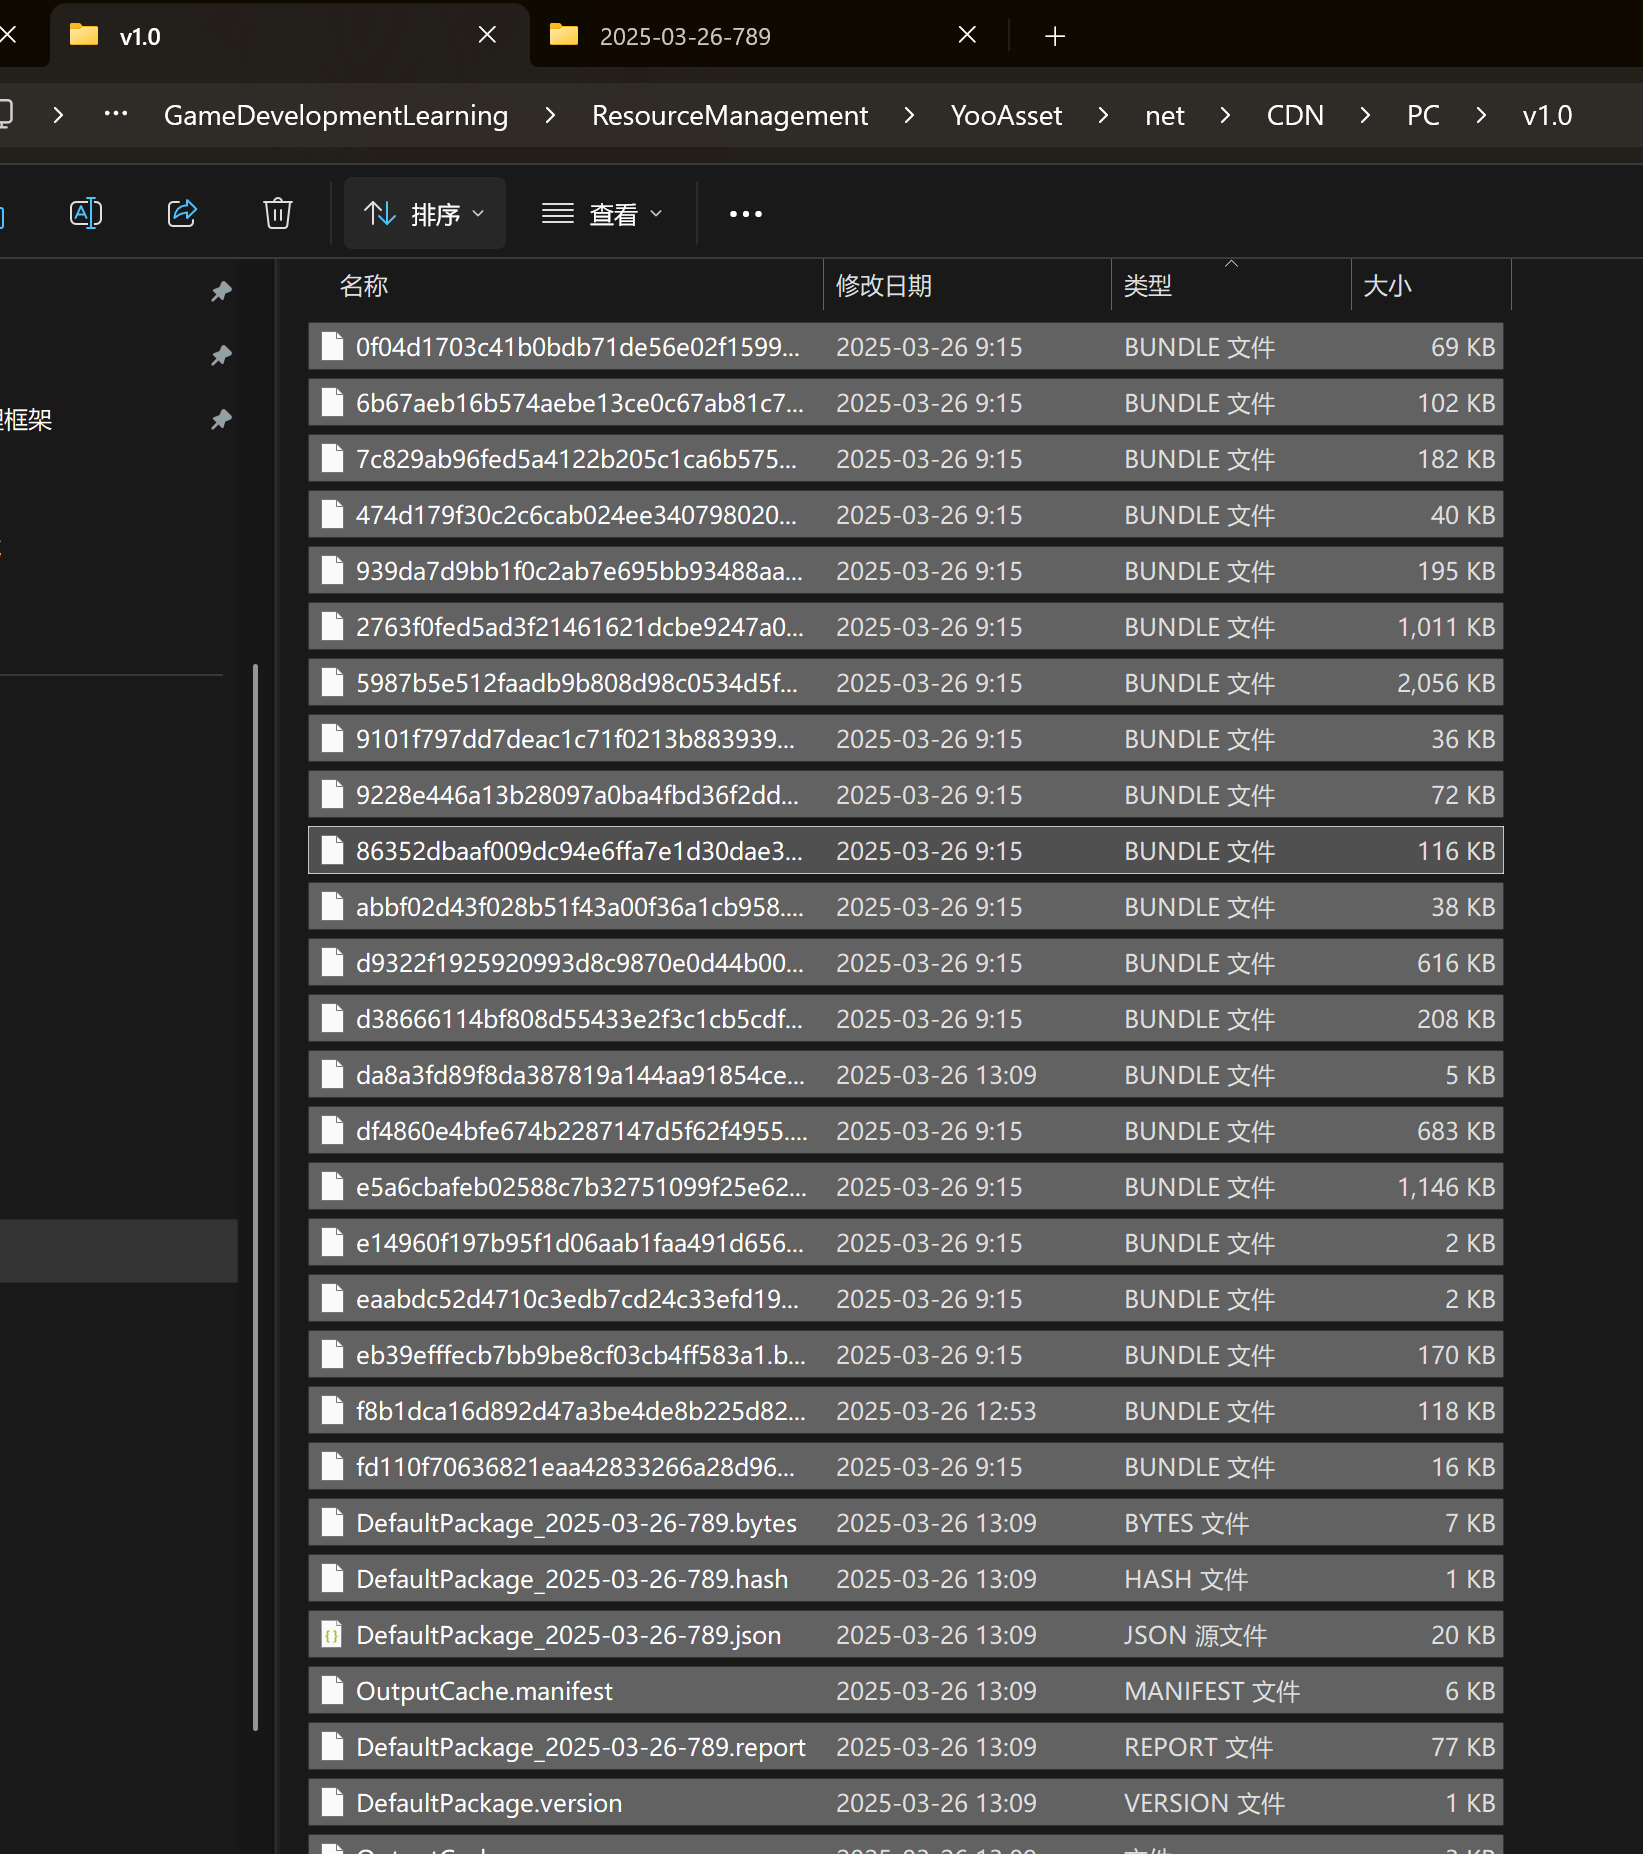 v1.0
2025-03-26-789
GameDevelopmentLearning > ResourceManagement > YooAsset > net > CDN > PC > v1.0
排序 查看
名称 修改日期 类型 大小
0f04d1703c41b0bdb71de56e02f1599... 2025-03-26 9:15 BUNDLE 文件 69 KB
6b67aeb16b574aebe13ce0c67ab81c7... 2025-03-26 9:15 BUNDLE 文件 102 KB
理框架
7c829ab96fed5a4122b205c1ca6b575... 2025-03-26 9:15 BUNDLE 文件 182 KB
474d179f30c2c6cab024ee340798020... 2025-03-26 9:15 BUNDLE 文件 40 KB
939da7d9bb1f0c2ab7e695bb93488aa... 2025-03-26 9:15 BUNDLE 文件 195 KB
2763f0fed5ad3f21461621dcbe9247a0... 2025-03-26 9:15 BUNDLE 文件 1,011 KB
5987b5e512faadb9b808d98c0534d5f... 2025-03-26 9:15 BUNDLE 文件 2,056 KB
9101f797dd7deac1c71f0213b883939... 2025-03-26 9:15 BUNDLE 文件 36 KB
9228e446a13b28097a0ba4fbd36f2dd... 2025-03-26 9:15 BUNDLE 文件 72 KB
86352dbaaf009dc94e6ffa7e1d30dae3... 2025-03-26 9:15 BUNDLE 文件 116 KB
abbf02d43f028b51f43a00f36a1cb958.... 2025-03-26 9:15 BUNDLE 文件 38 KB
d9322f1925920993d8c9870e0d44b00... 2025-03-26 9:15 BUNDLE 文件 616 KB
d38666114bf808d55433e2f3c1cb5cdf... 2025-03-26 9:15 BUNDLE 文件 208 KB
da8a3fd89f8da387819a144aa91854ce... 2025-03-26 13:09 BUNDLE 文件 5 KB
df4860e4bfe674b2287147d5f62f4955.... 2025-03-26 9:15 BUNDLE 文件 683 KB
e5a6cbafeb02588c7b32751099f25e62... 2025-03-26 9:15 BUNDLE 文件 1,146 KB
e14960f197b95f1d06aab1faa491d656... 2025-03-26 9:15 BUNDLE 文件 2 KB
eaabdc52d4710c3edb7cd24c33efd19... 2025-03-26 9:15 BUNDLE 文件 2 KB
eb39efffecb7bb9be8cf03cb4ff583a1.b... 2025-03-26 9:15 BUNDLE 文件 170 KB
f8b1dca16d892d47a3be4de8b225d82... 2025-03-26 12:53 BUNDLE 文件 118 KB
fd110f70636821eaa42833266a28d96... 2025-03-26 9:15 BUNDLE 文件 16 KB
DefaultPackage_2025-03-26-789.bytes 2025-03-26 13:09 BYTES 文件 7 KB
DefaultPackage_2025-03-26-789.hash 2025-03-26 13:09 HASH 文件 1 KB
DefaultPackage_2025-03-26-789.json 2025-03-26 13:09 JSON 源文件 20 KB
OutputCache.manifest 2025-03-26 13:09 MANIFEST 文件 6 KB
DefaultPackage_2025-03-26-789.report 2025-03-26 13:09 REPORT 文件 77 KB
DefaultPackage.version 2025-03-26 13:09 VERSION 文件 1 KB